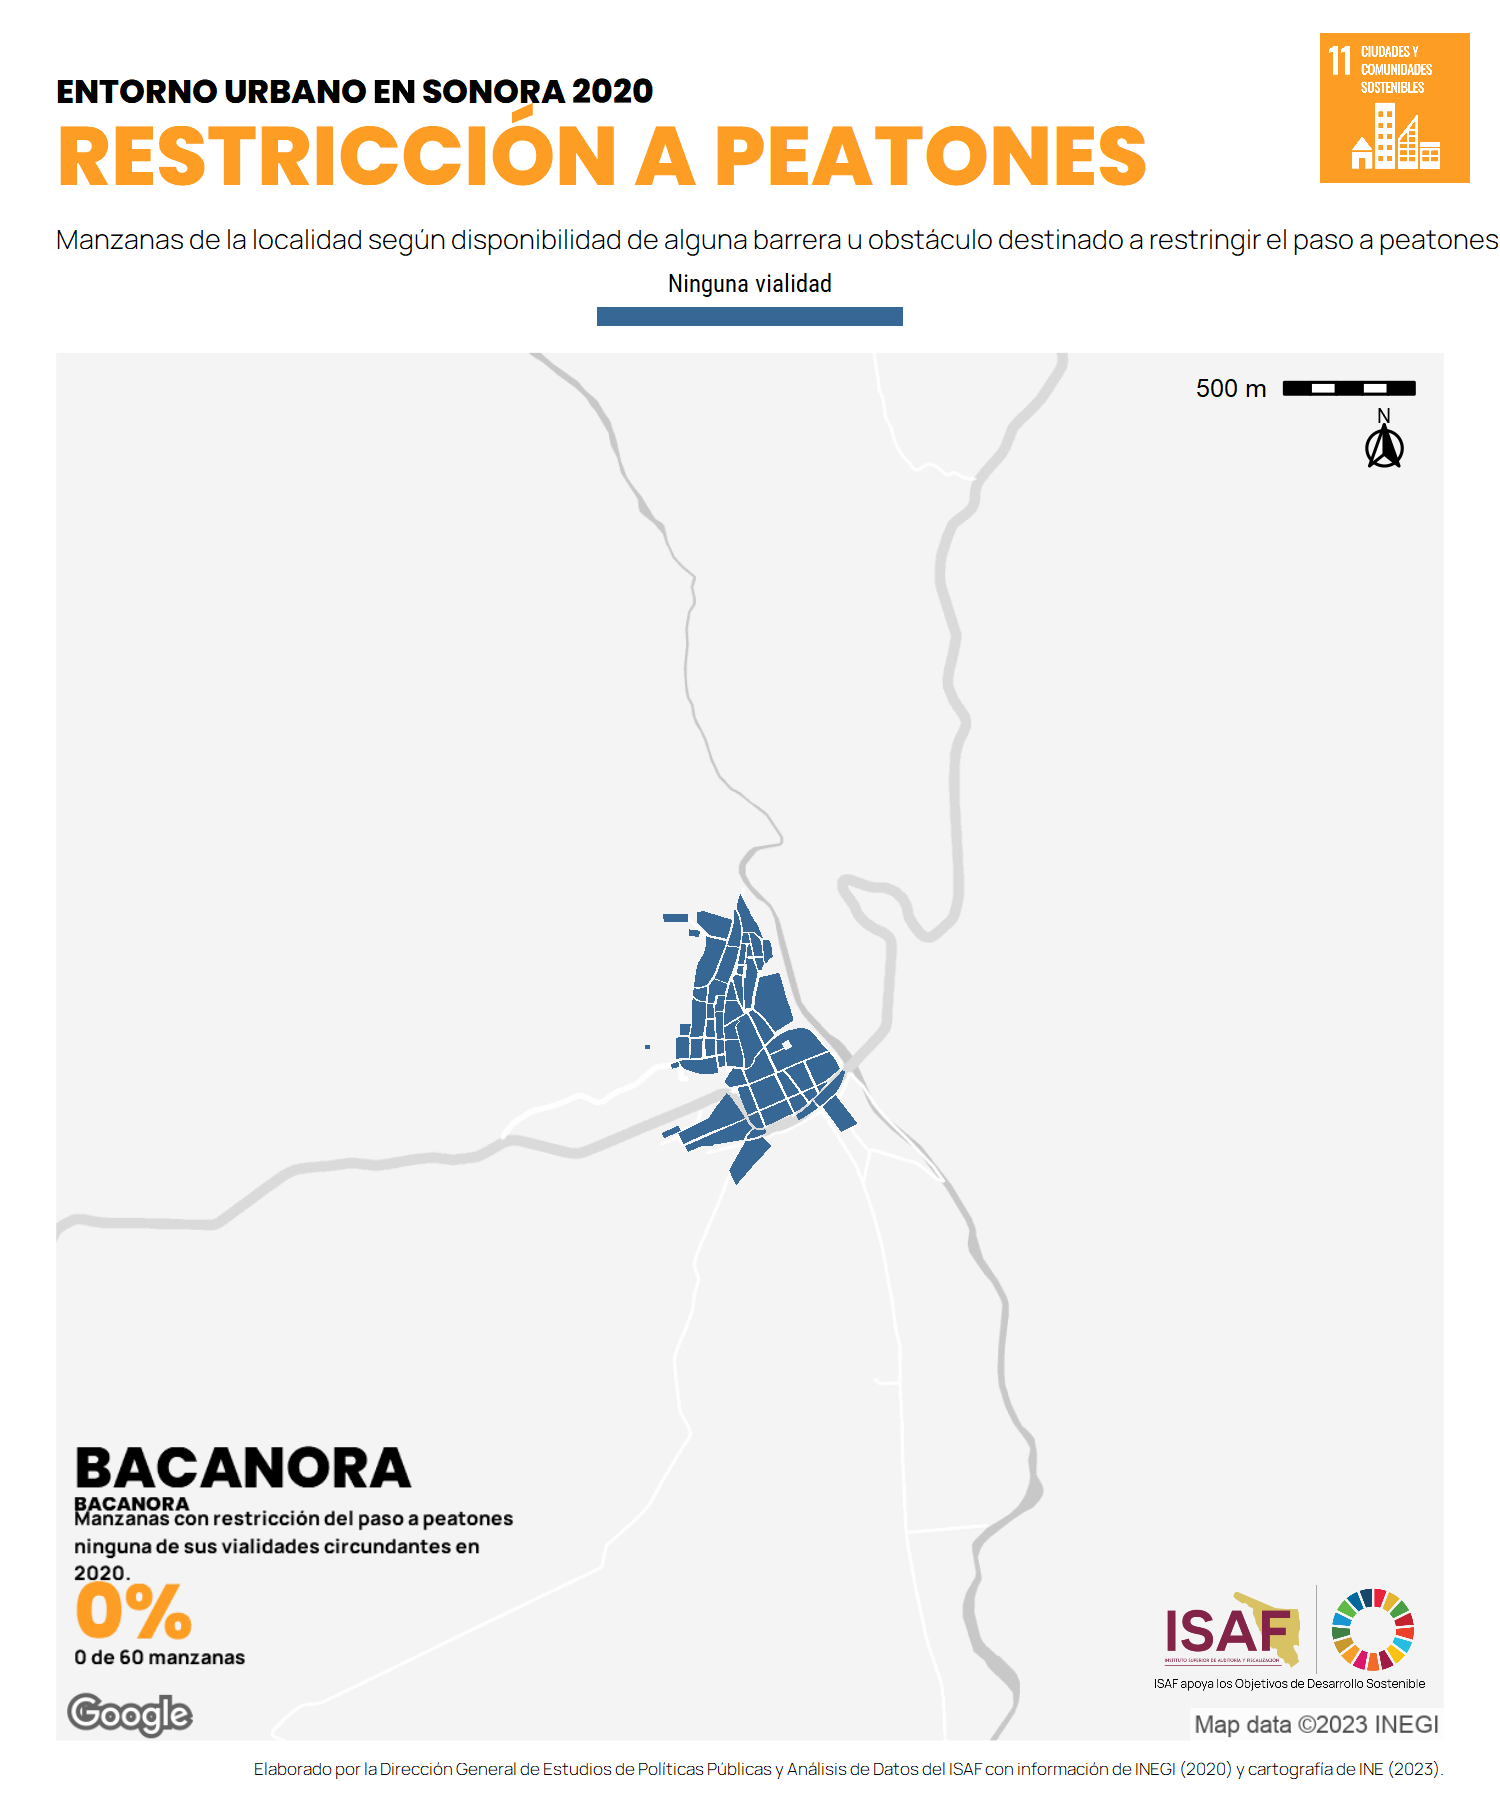 11 CIUDADES Y
COMUNIDADES
SOSTENIBLES
ENTORNO URBANO EN SONORA 2020
RESTRICCIÓN A PEATONES
Manzanas de la localidad según disponibilidad de alguna barrera u obstáculo destinado a restringir el paso a peatones
Ninguna vialidad
500 m
N
BACANORA
BACANORA
Manzanas con restricción del paso a peatones
ninguna de sus vialidades circundantes en
2020.
0%
0 de 60 manzanas
ISAF
INSTITUTO SUPERIOR DE AUDITORÍA Y FISCALIZACIÓN
ISAF apoya los Objetivos de Desarrollo Sostenible
Google
Map data ©2023 INEGI
Elaborado por la Dirección General de Estudios de Políticas Públicas y Análisis de Datos del ISAF con información de INEGI (2020) y cartografía de INE (2023).